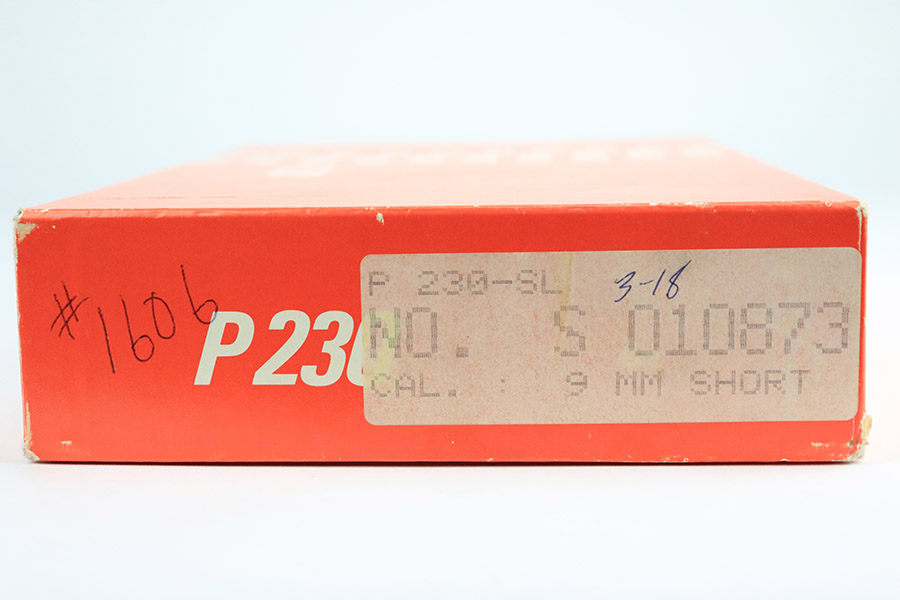 #1606
P 230
P 230-SL 3-18
NO. S 010873
CAL. : 9 MM SHORT